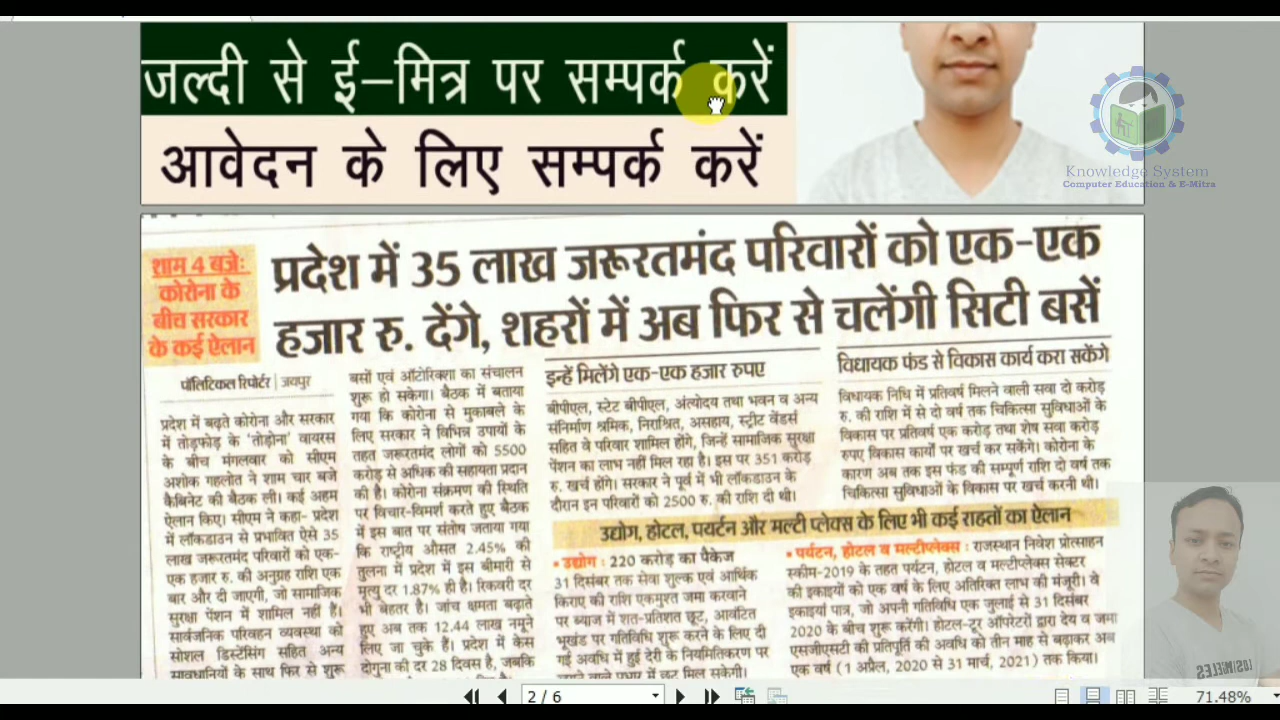 जल्दी से ई–मित्र पर सम्पर्क करें
आवेदन के लिए सम्पर्क करें
Knowledge System
Computer Education & E-Mitra
शाम 4 बजे:
कोरोना के
बीच सरकार
के कई ऐलान
प्रदेश में 35 लाख जरूरतमंद परिवारों को एक-एक
हजार रु. देंगे, शहरों में अब फिर से चलेंगी सिटी बसें
पॉलिटिकल रिपोर्टर | जयपुर
प्रदेश में बढ़ते कोरोना और सरकार
में तोड़फोड़ के 'तोड़ोना' वायरस
के बीच मंगलवार को सीएम
अशोक गहलोत ने शाम चार बजे
कैबिनेट की बैठक ली। कई अहम
ऐलान किए। सीएम ने कहा- प्रदेश
में लॉकडाउन से प्रभावित ऐसे 35
लाख जरूरतमंद परिवारों को एक-
एक हजार रु. की अनुग्रह राशि एक
बार और दी जाएगी, जो सामाजिक
सुरक्षा पेंशन में शामिल नहीं हैं।
सार्वजनिक परिवहन व्यवस्था को
सोशल डिस्टेंसिंग सहित अन्य
सावधानियों के साथ फिर से शुरू
बसों एवं ऑटोरिक्शा का संचालन
शुरू हो सकेगा। बैठक में बताया
गया कि कोरोना से मुकाबले के
लिए सरकार ने विभिन्न उपायों के
तहत जरूरतमंद लोगों को 5500
करोड़ से अधिक की सहायता प्रदान
की है। कोरोना संक्रमण की स्थिति
पर विचार-विमर्श करते हुए बैठक
में इस बात पर संतोष जताया गया
कि राष्ट्रीय औसत 2.45% की
तुलना में प्रदेश में इस बीमारी से
मृत्यु दर 1.87% ही है। रिकवरी दर
भी बेहतर है। जांच क्षमता बढ़ाते
हुए अब तक 12.44 लाख नमूने
लिए जा चुके हैं। प्रदेश में केस
दोगुना की दर 28 दिवस है, जबकि
इन्हें मिलेंगे एक-एक हजार रुपए
बीपीएल, स्टेट बीपीएल, अंत्योदय तथा भवन व अन्य
संनिर्माण श्रमिक, निराश्रित, असहाय, स्ट्रीट वेंडर्स
सहित वे परिवार शामिल होंगे, जिन्हें सामाजिक सुरक्षा
पेंशन का लाभ नहीं मिल रहा है। इस पर 351 करोड़
रु. खर्च होंगे। सरकार ने पूर्व में भी लॉकडाउन के
दौरान इन परिवारों को 2500 रु. की राशि दी थी।
विधायक फंड से विकास कार्य करा सकेंगे
विधायक निधि में प्रतिवर्ष मिलने वाली सवा दो करोड़
रु. की राशि में से दो वर्ष तक चिकित्सा सुविधाओं के
विकास पर प्रतिवर्ष एक करोड़ तथा शेष सवा करोड़
रुपए विकास कार्यों पर खर्च कर सकेंगे। कोरोना के
कारण अब तक इस फंड की सम्पूर्ण राशि दो वर्ष तक
चिकित्सा सुविधाओं के विकास पर खर्च करनी थी।
उद्योग, होटल, पयर्टन और मल्टी प्लेक्स के लिए भी कई राहतों का ऐलान
• उद्योग : 220 करोड़ का पैकेज
31 दिसंबर तक सेवा शुल्क एवं आर्थिक
किराए की राशि एकमुश्त जमा करवाने
पर ब्याज में शत-प्रतिशत छूट, आवंटित
भूखंड पर गतिविधि शुरू करने के लिए दी
गई अवधि में हुई देरी के नियमितिकरण पर
में छूट मिल सकेगी।
• पर्यटन, होटल व मल्टीप्लेक्स : राजस्थान निवेश प्रोत्साहन
स्कीम-2019 के तहत पर्यटन, होटल व मल्टीप्लेक्स सेक्टर
की इकाइयों को एक वर्ष के लिए अतिरिक्त लाभ की मंजूरी। वे
इकाइयां पात्र, जो अपनी गतिविधि एक जुलाई से 31 दिसंबर
2020 के बीच शुरू करेंगी। होटल-टूर ऑपरेटरों द्वारा देय व जमा
एसजीएसटी की प्रतिपूर्ति की अवधि को तीन माह से बढ़ाकर अब
एक वर्ष (1 अप्रैल, 2020 से 31 मार्च, 2021) तक किया।
LOS ANGELES
2 / 6
71.48%